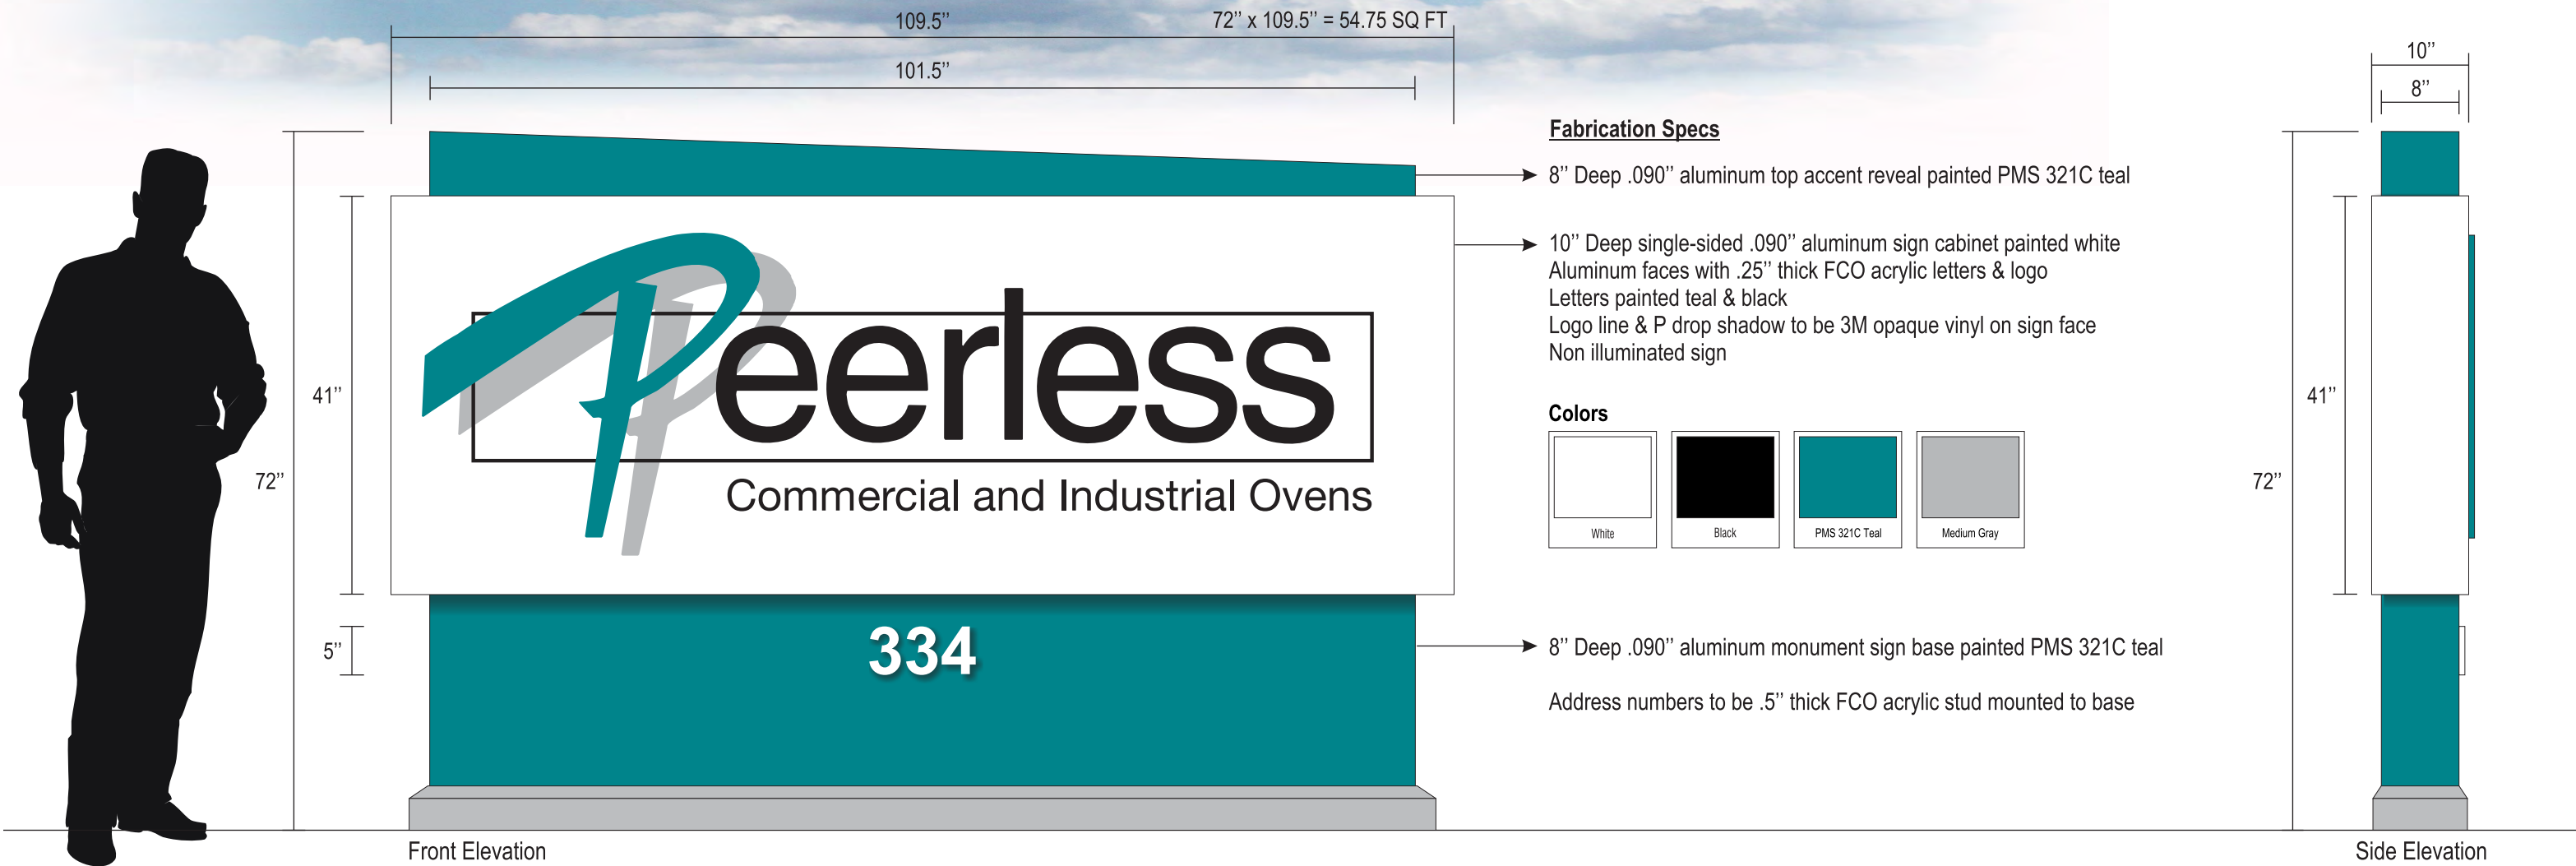 109.5’’
72’’ x 109.5’’ = 54.75 SQ FT
101.5’’
10’’
8’’
Fabrication Specs
8’’ Deep .090’’ aluminum top accent reveal painted PMS 321C teal
10’’ Deep single-sided .090’’ aluminum sign cabinet painted white
Aluminum faces with .25’’ thick FCO acrylic letters & logo
Letters painted teal & black
Logo line & P drop shadow to be 3M opaque vinyl on sign face
Non illuminated sign
41’’
72’’
Peerless
Commercial and Industrial Ovens
Colors
White
Black
PMS 321C Teal
Medium Gray
41’’
72’’
5’’
334
8’’ Deep .090’’ aluminum monument sign base painted PMS 321C teal
Address numbers to be .5’’ thick FCO acrylic stud mounted to base
Front Elevation
Side Elevation